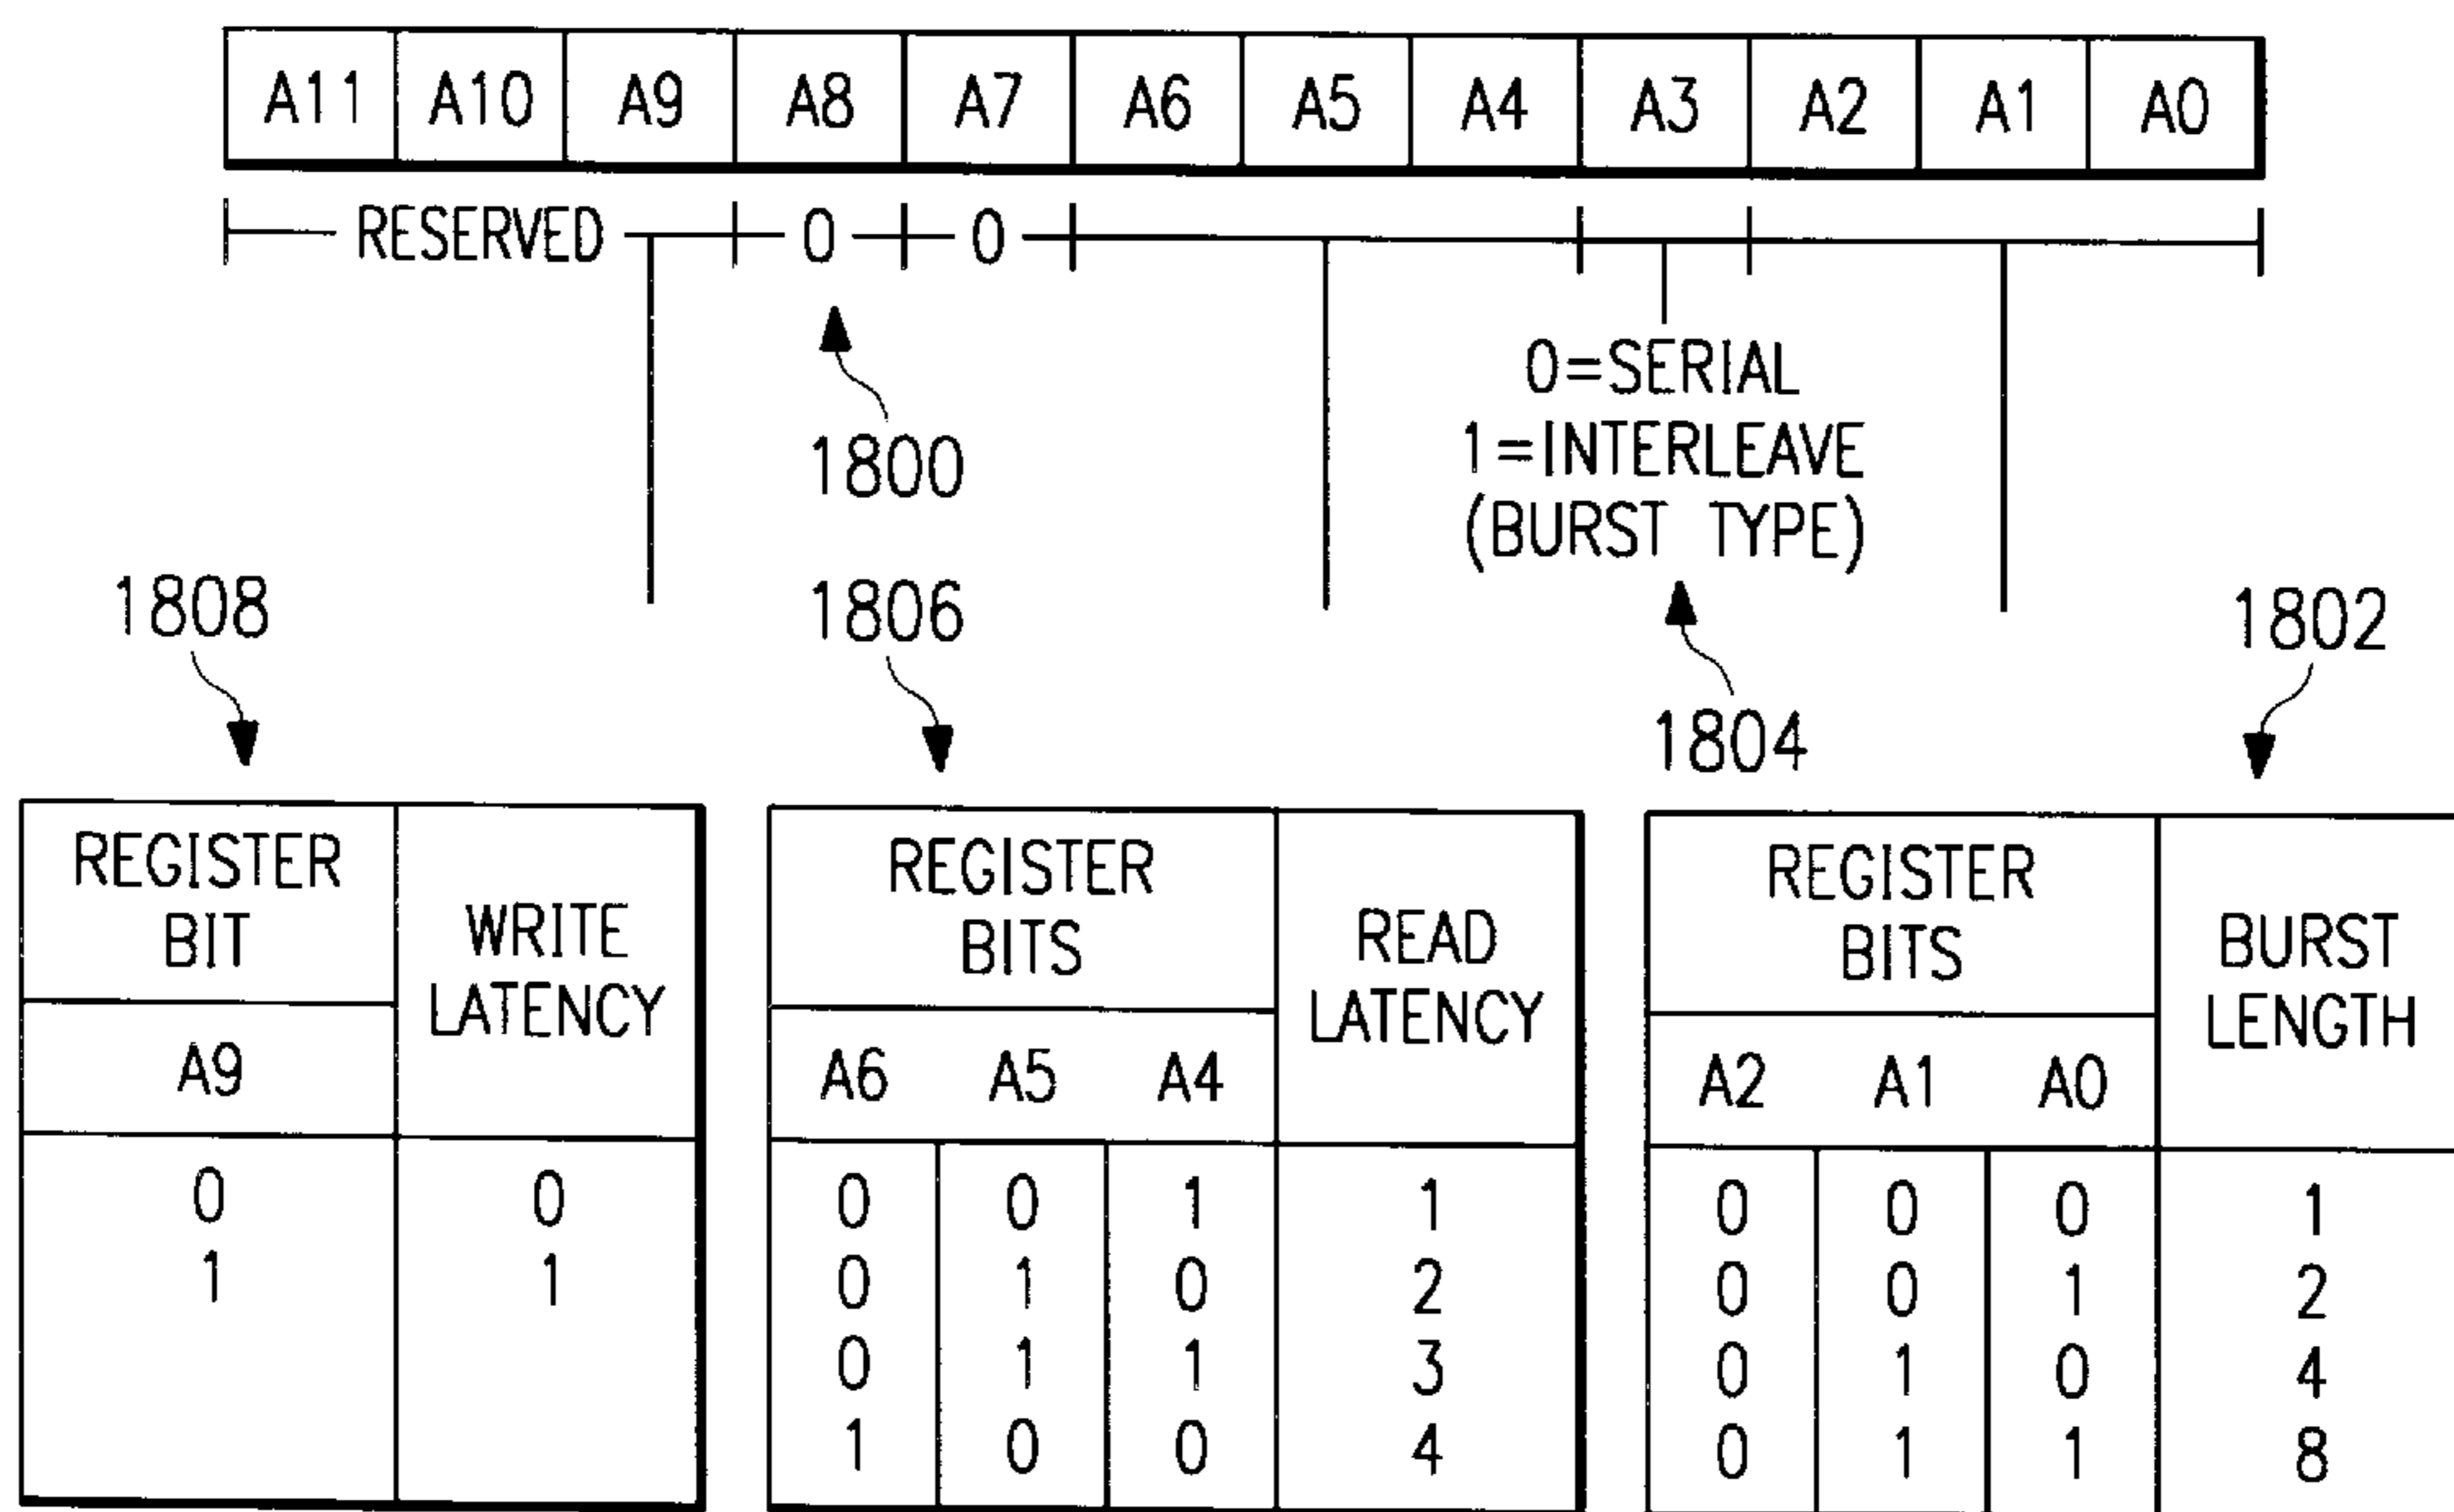 A11 A10 A9 A8 A7 A6 A5 A4 A3 A2 A1 A0
RESERVED 0 0
0=SERIAL
1=INTERLEAVE
(BURST TYPE)
1800
1808
1806
1804
1802
REGISTER
BIT
WRITE
LATENCY
A9
0 0
1 1
REGISTER
BITS
READ
LATENCY
A6 A5 A4
0 0 1 1
0 1 0 2
0 1 1 3
1 0 0 4
REGISTER
BITS
BURST
LENGTH
A2 A1 A0
0 0 0 1
0 0 1 2
0 1 0 4
0 1 1 8